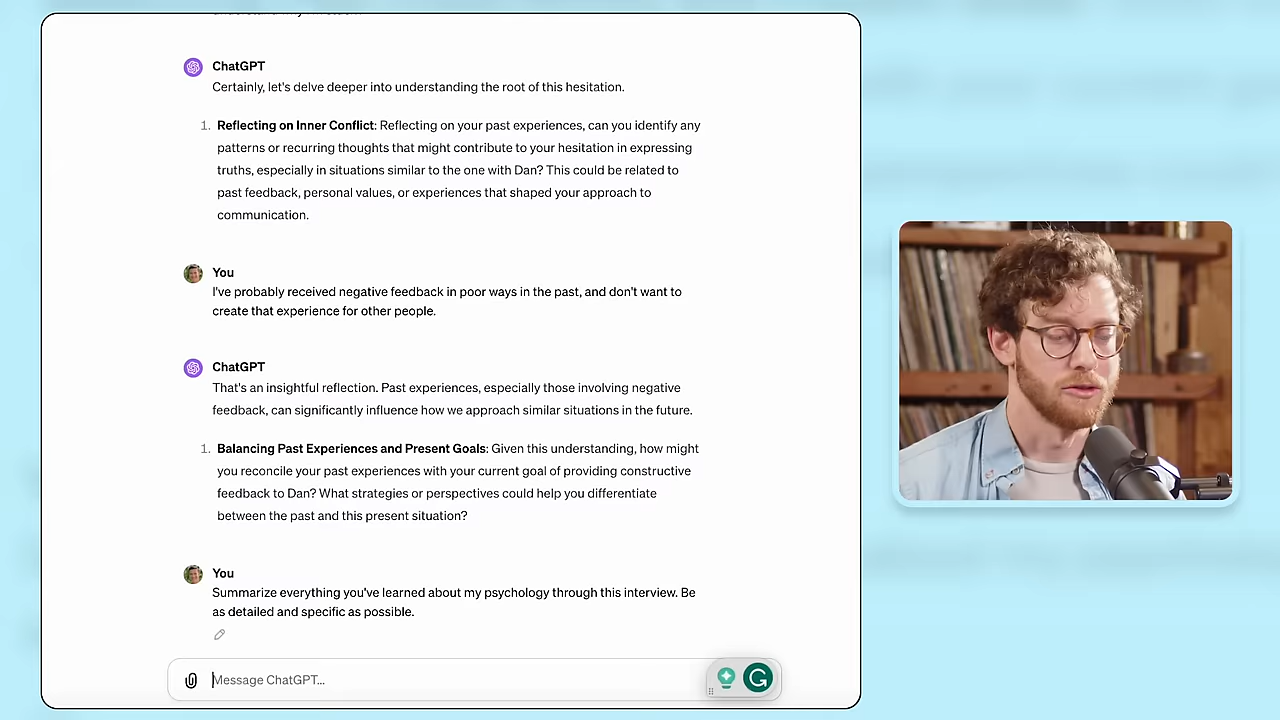 ChatGPT
Certainly, let's delve deeper into understanding the root of this hesitation.
1. Reflecting on Inner Conflict: Reflecting on your past experiences, can you identify any
patterns or recurring thoughts that might contribute to your hesitation in expressing
truths, especially in situations similar to the one with Dan? This could be related to
past feedback, personal values, or experiences that shaped your approach to
communication.
You
I've probably received negative feedback in poor ways in the past, and don't want to
create that experience for other people.
ChatGPT
That's an insightful reflection. Past experiences, especially those involving negative
feedback, can significantly influence how we approach similar situations in the future.
1. Balancing Past Experiences and Present Goals: Given this understanding, how might
you reconcile your past experiences with your current goal of providing constructive
feedback to Dan? What strategies or perspectives could help you differentiate
between the past and this present situation?
You
Summarize everything you've learned about my psychology through this interview. Be
as detailed and specific as possible.
Message ChatGPT...